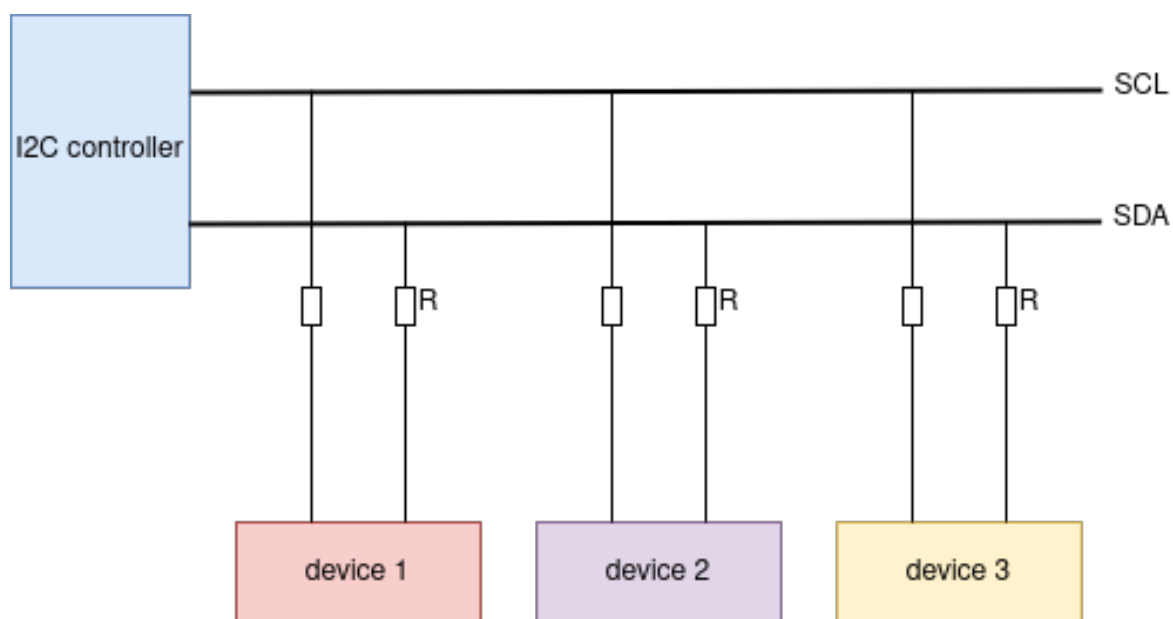 SCL
I2C controller
SDA
R
R
R
device 1
device 2
device 3